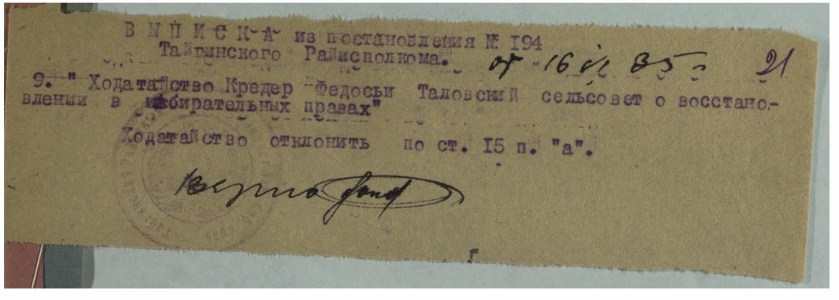 ВЫПИСКА из постановления № 194
Тайгинского Райисполкома. от 16 35 г
21
9." Ходатайство Кредер Федосьи Таловский сельсовет о восстано-
влении в избирательных правах"
Ходатайство отклонить по ст. 15 п. "а".
Верно